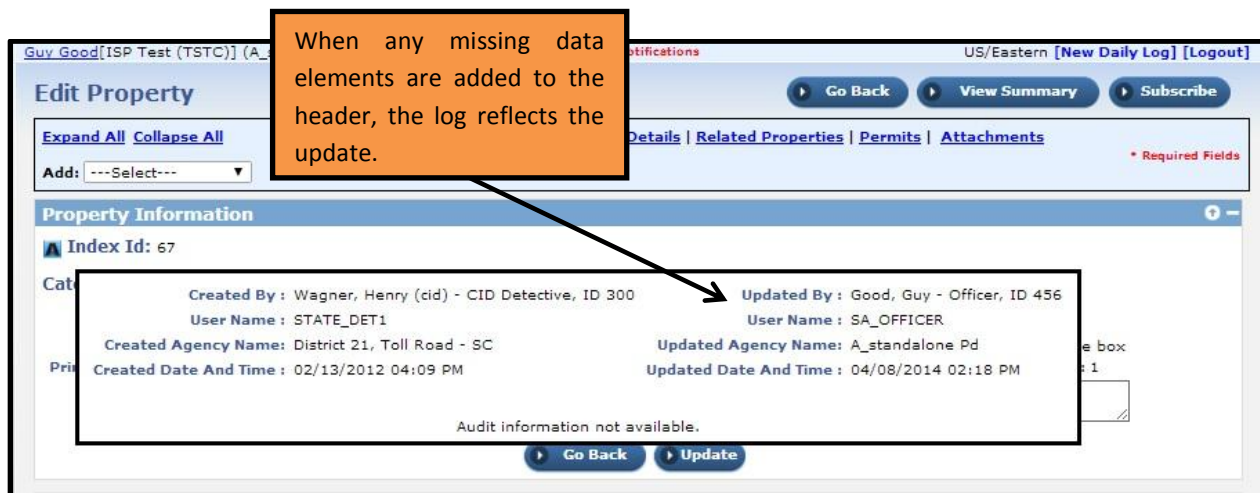 When any missing data
elements are added to the
header, the log reflects the
update.
Guy Good[ISP Test (TSTC)] US/Eastern [New Daily Log] [Logout]
Edit Property Go Back View Summary Subscribe
Expand All Collapse All Details | Related Properties | Permits | Attachments
* Required Fields
Add: ---Select---
Property Information
A Index Id: 67
Created By : Wagner, Henry (cid) - CID Detective, ID 300 Updated By : Good, Guy - Officer, ID 456
User Name : STATE_DET1 User Name : SA_OFFICER
Created Agency Name: District 21, Toll Road - SC Updated Agency Name: A_standalone Pd
e box
Created Date And Time : 02/13/2012 04:09 PM Updated Date And Time : 04/08/2014 02:18 PM
: 1
Audit information not available.
Go Back Update